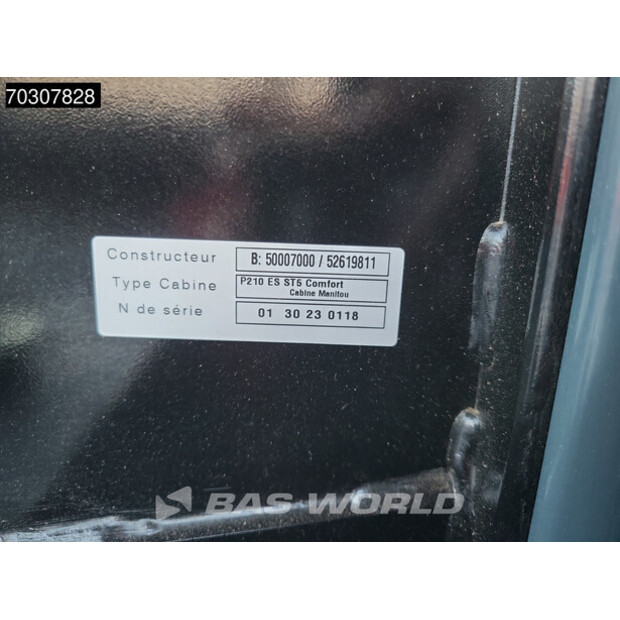 70307828
Constructeur B: 50007000 / 52619811
Type Cabine P210 ES ST5 Comfort
Cabine Manitou
N de série 01 30 23 0118
BAS WORLD